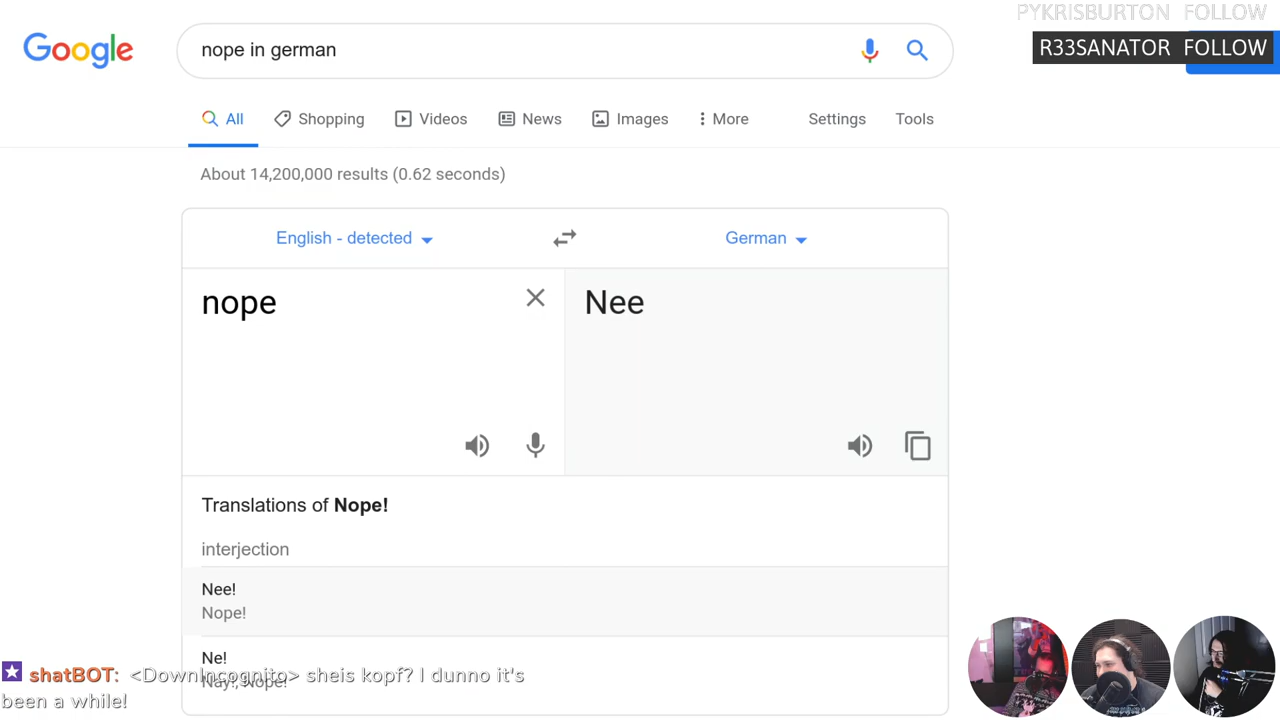 PYKRISBURTON FOLLOW
R33SANATOR FOLLOW
Google
nope in german
All Shopping Videos News Images More Settings Tools
About 14,200,000 results (0.62 seconds)
English - detected German
nope Nee
Translations of Nope!
interjection
Nee!
Nope!
Ne!
Nay!, Nope!
shatBOT: <DownIncognito> sheis kopf? I dunno it's
been a while!